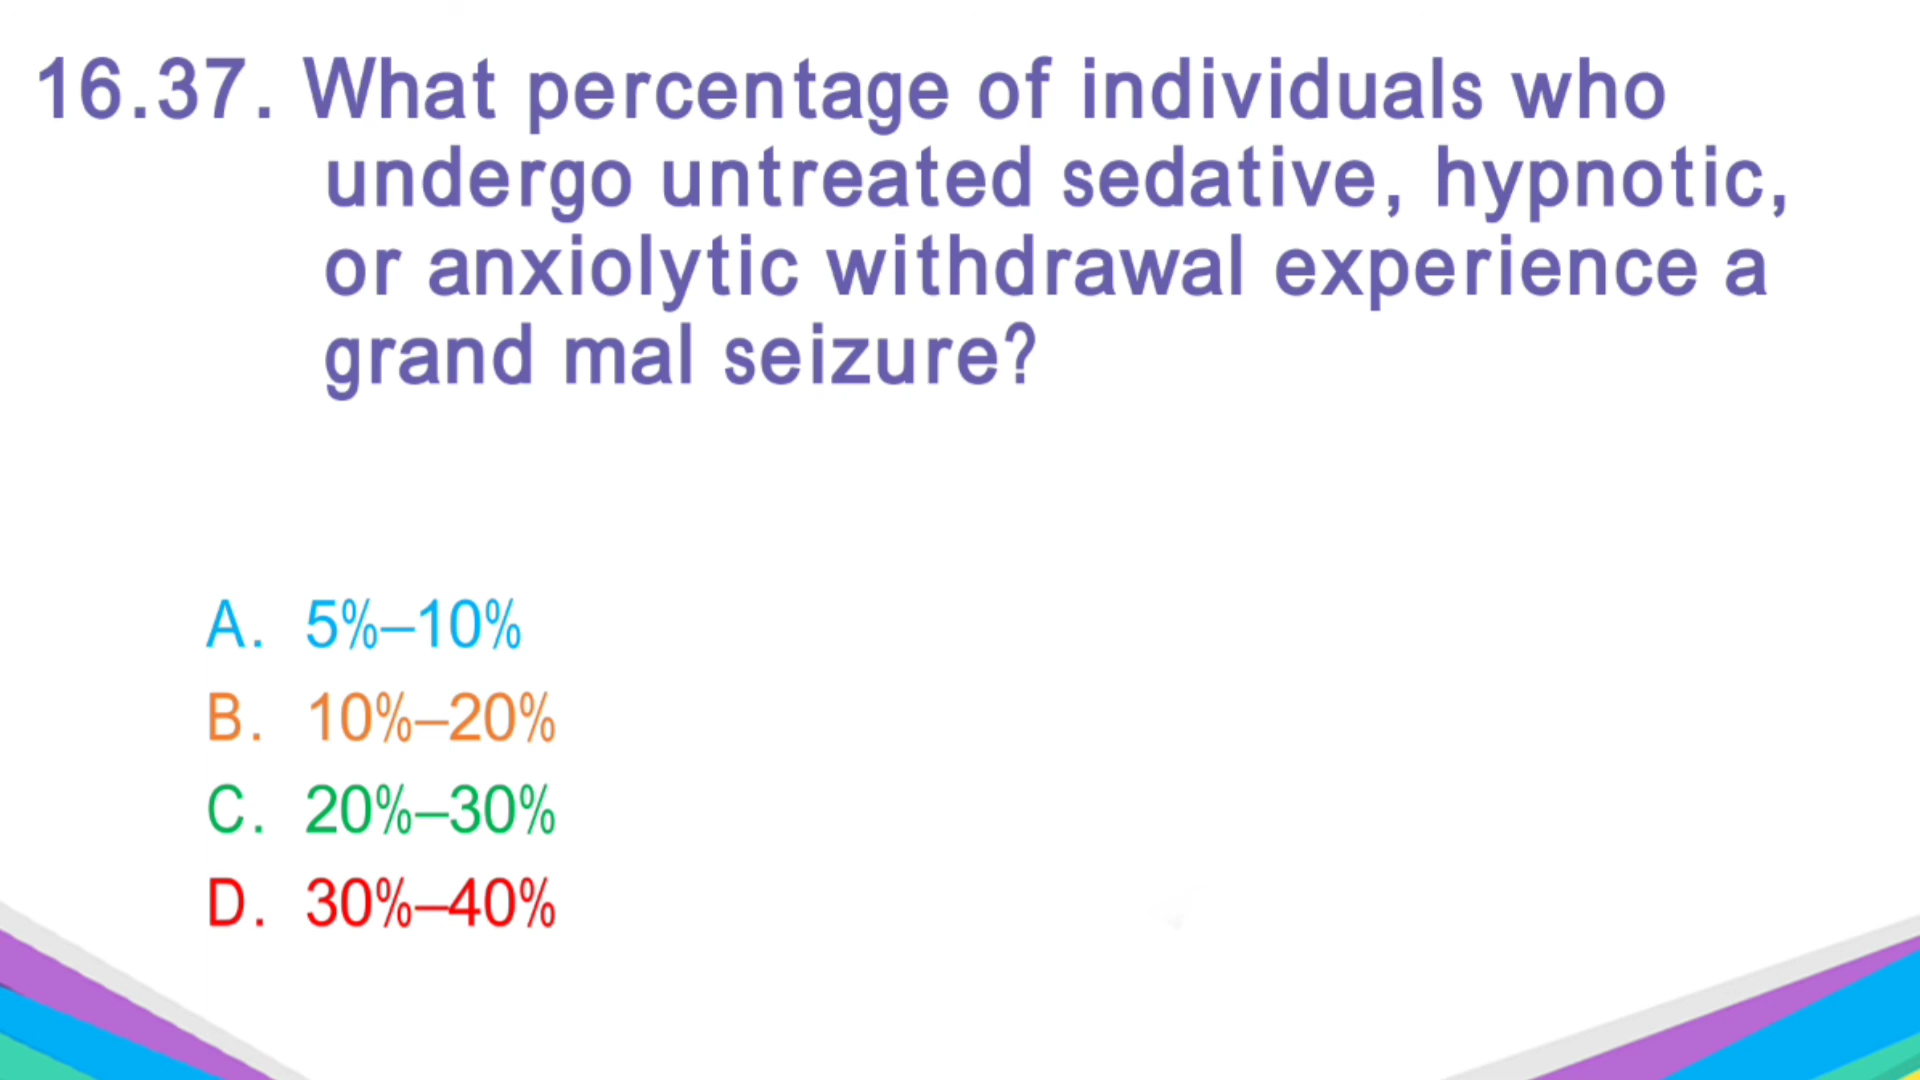 16.37. What percentage of individuals who
undergo untreated sedative, hypnotic,
or anxiolytic withdrawal experience a
grand mal seizure?
A. 5%–10%
B. 10%–20%
C. 20%–30%
D. 30%–40%